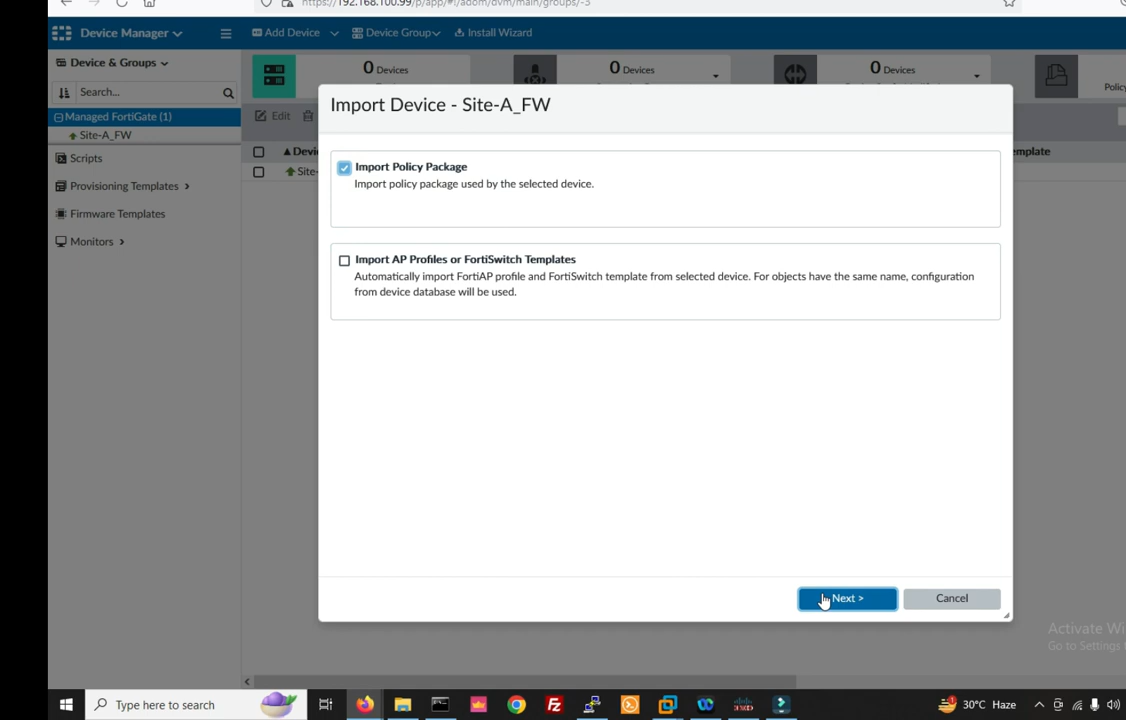 https://192.168.100.99/p/app/#!/adom/dvm/main/groups/-3
Device Manager
Add Device
Device Group
Install Wizard
Device & Groups
0 Devices
0 Devices
0 Devices
Policy
Search...
Import Device - Site-A_FW
Managed FortiGate (1)
Edit
Site-A_FW
Devi
emplate
Scripts
Import Policy Package
Site-
Import policy package used by the selected device.
Provisioning Templates
Firmware Templates
Monitors
Import AP Profiles or FortiSwitch Templates
Automatically import FortiAP profile and FortiSwitch template from selected device. For objects have the same name, configuration
from device database will be used.
Next >
Cancel
Activate Wi
Go to Settings
Type here to search
30°C Haze